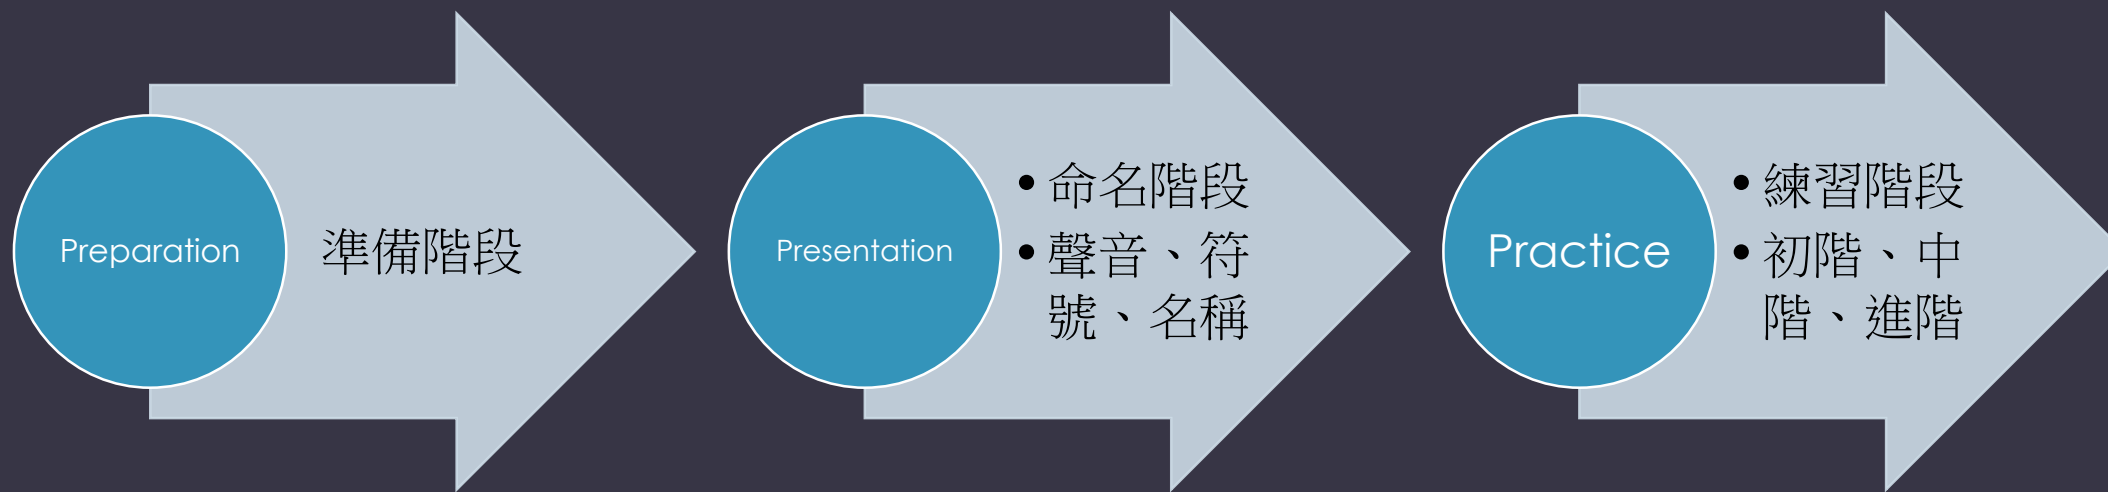 Preparation
準備階段
Presentation
• 命名階段
• 聲音、符
號、名稱
Practice
• 練習階段
• 初階、中
階、進階